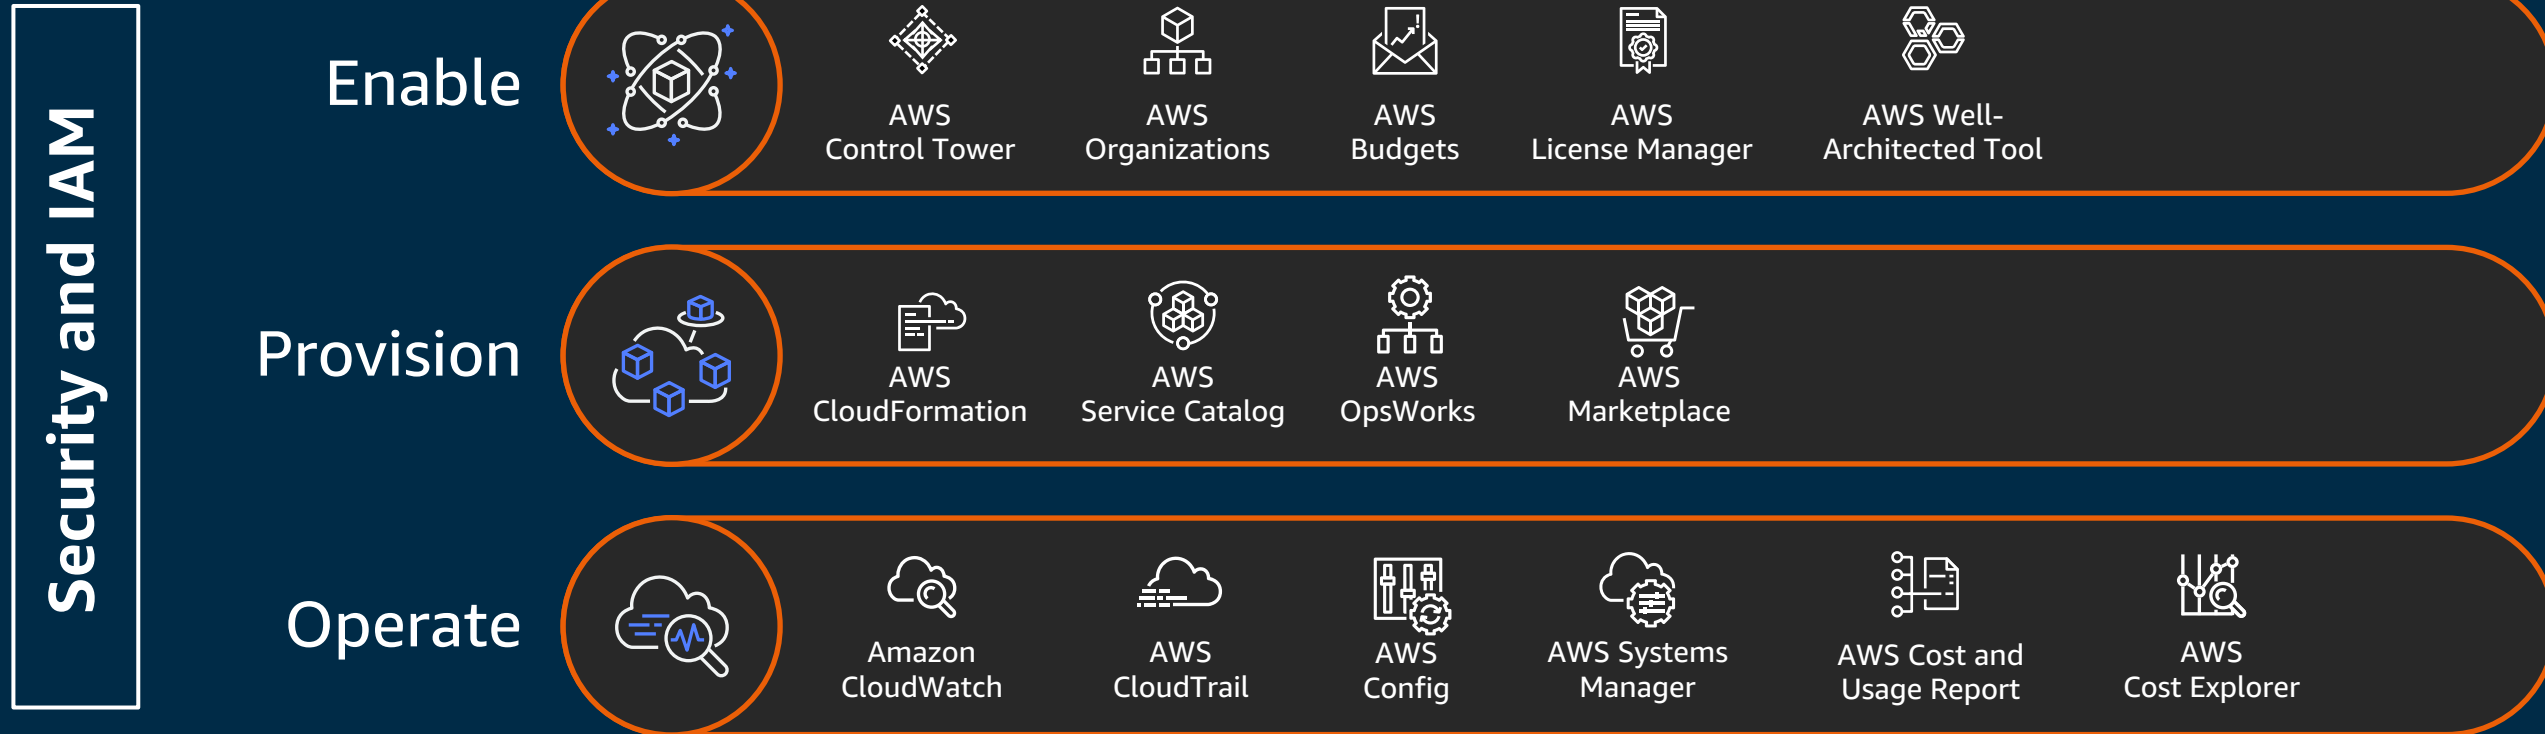 Security and IAM
Enable
AWS
Control Tower
AWS
Organizations
AWS
Budgets
AWS
License Manager
AWS Well-
Architected Tool
Provision
AWS
CloudFormation
AWS
Service Catalog
AWS
OpsWorks
AWS
Marketplace
Operate
Amazon
CloudWatch
AWS
CloudTrail
AWS
Config
AWS Systems
Manager
AWS Cost and
Usage Report
AWS
Cost Explorer